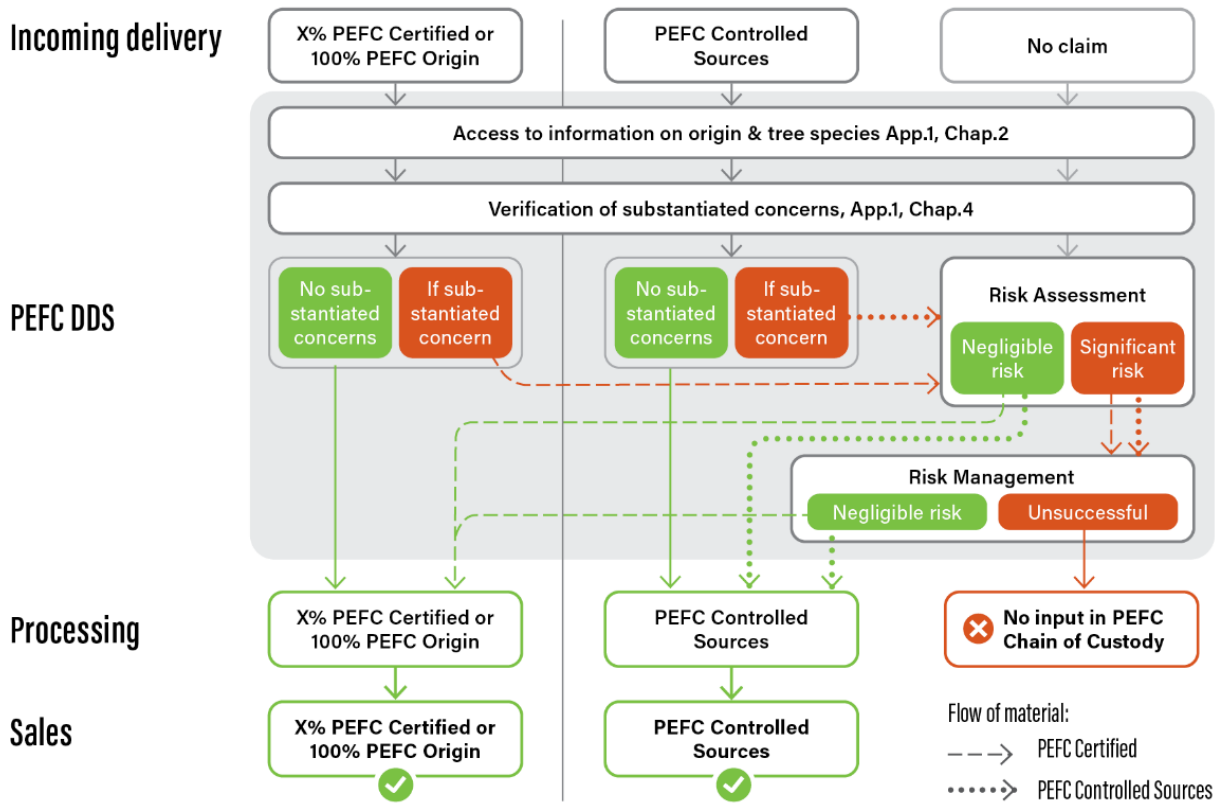 Incoming delivery
X% PEFC Certified or
100% PEFC Origin
PEFC Controlled
Sources
No claim
Access to information on origin & tree species App.1, Chap.2
Verification of substantiated concerns, App.1, Chap.4
PEFC DDS
No sub-
stantiated
concerns
If sub-
stantiated
concern
No sub-
stantiated
concerns
If sub-
stantiated
concern
Risk Assessment
Negligible
risk
Significant
risk
Risk Management
Negligible risk
Unsuccessful
Processing
X% PEFC Certified or
100% PEFC Origin
PEFC Controlled
Sources
No input in PEFC
Chain of Custody
Sales
X% PEFC Certified or
100% PEFC Origin
PEFC Controlled
Sources
Flow of material:
PEFC Certified
PEFC Controlled Sources